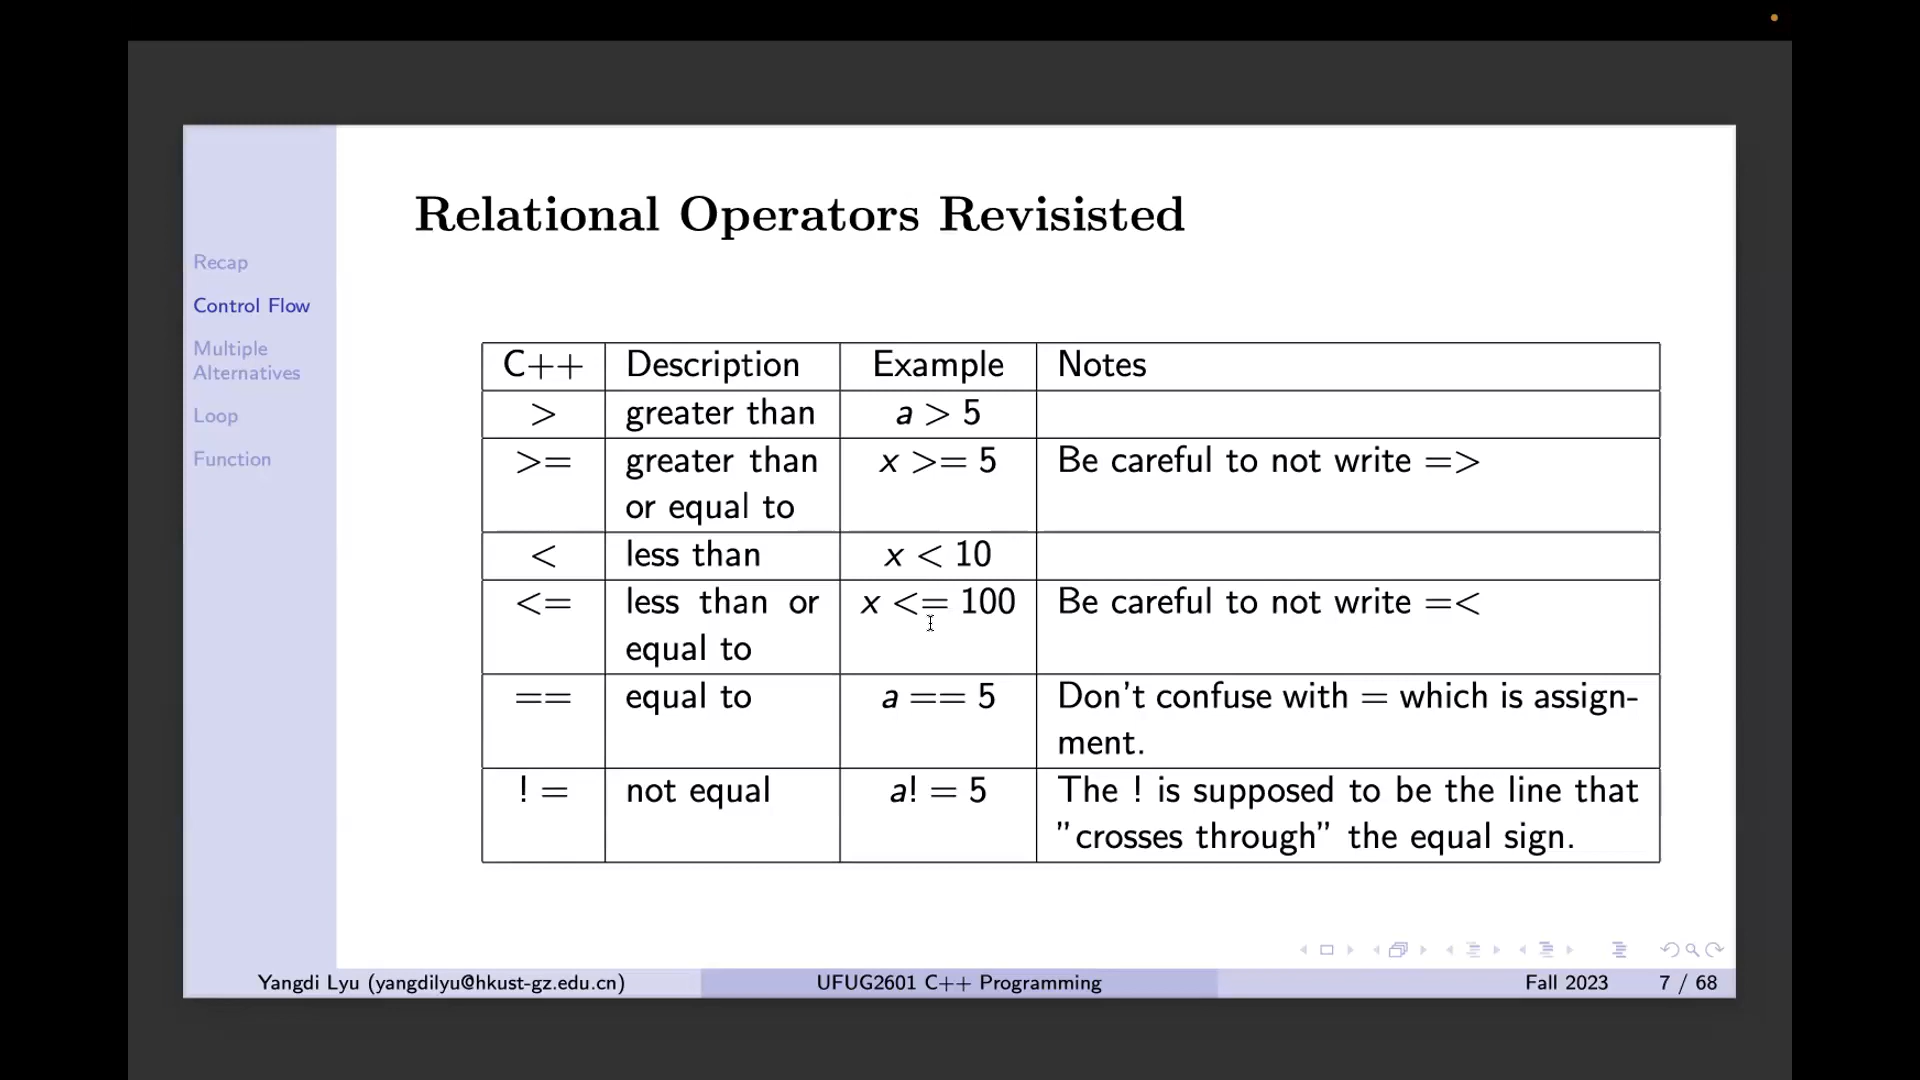 Relational Operators Revisisted
Recap
Control Flow
Multiple
Alternatives
Loop
Function
C++ Description Example Notes
> greater than a > 5
>= greater than x >= 5 Be careful to not write =>
or equal to
< less than x < 10
<= less than or x <= 100 Be careful to not write =<
equal to
== equal to a == 5 Don't confuse with = which is assign-
ment.
! = not equal a! = 5 The ! is supposed to be the line that
”crosses through” the equal sign.
Yangdi Lyu (yangdilyu@hkust-gz.edu.cn) UFUG2601 C++ Programming Fall 2023 7 / 68